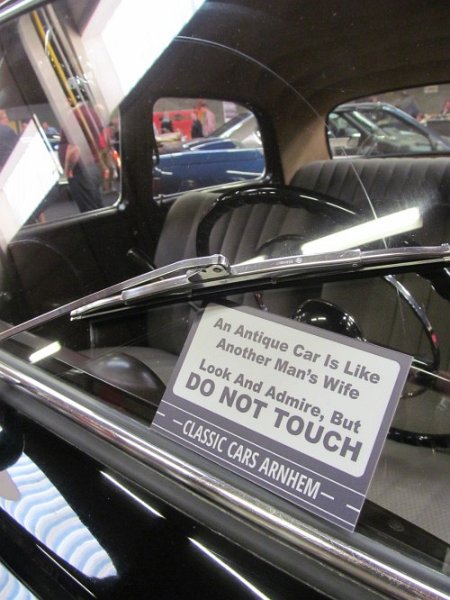 An Antique Car Is Like
Another Man's Wife
Look And Admire, But
DO NOT TOUCH
—CLASSIC CARS ARNHEM—